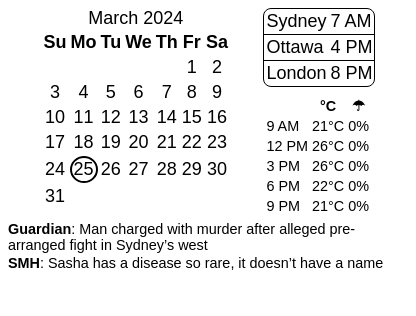 March 2024
Su Mo Tu We Th Fr Sa
1 2
3 4 5 6 7 8 9
10 11 12 13 14 15 16
17 18 19 20 21 22 23
24 25 26 27 28 29 30
31
Sydney 7 AM
Ottawa 4 PM
London 8 PM
°C ☂
9 AM 21°C 0%
12 PM 26°C 0%
3 PM 26°C 0%
6 PM 22°C 0%
9 PM 21°C 0%
Guardian: Man charged with murder after alleged pre-
arranged fight in Sydney’s west
SMH: Sasha has a disease so rare, it doesn’t have a name